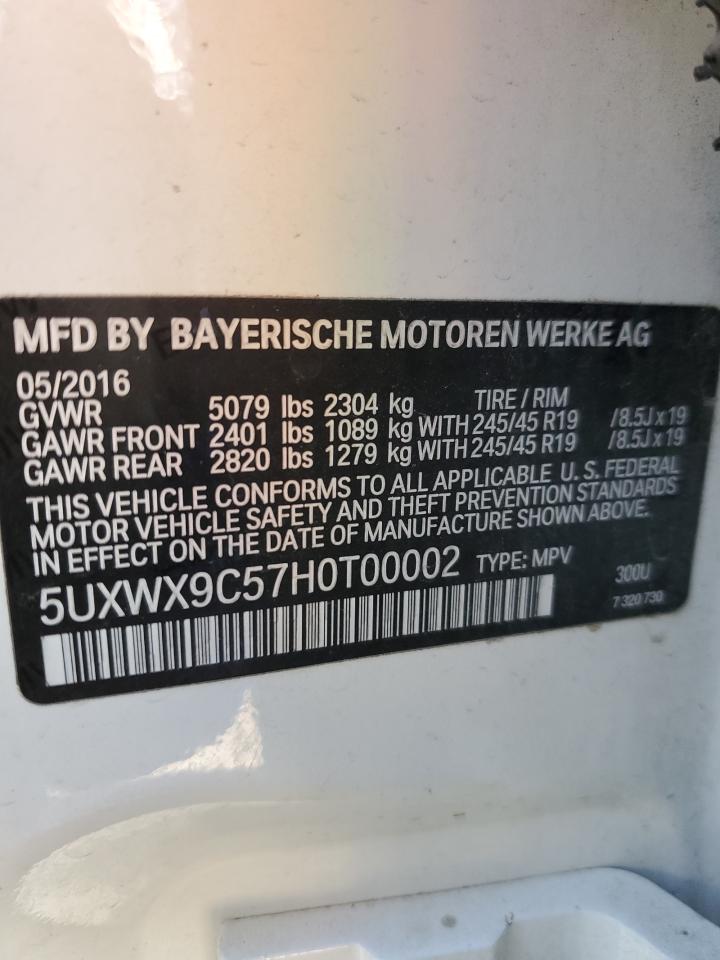 MFD BY BAYERISCHE MOTOREN WERKE AG
05/2016 TIRE / RIM
GVWR 5079 lbs 2304 kg
GAWR FRONT 2401 lbs 1089 kg WITH 245/45 R19 /8.5J x 19
GAWR REAR 2820 lbs 1279 kg WITH 245/45 R19 /8.5J x 19
THIS VEHICLE CONFORMS TO ALL APPLICABLE U. S. FEDERAL
MOTOR VEHICLE SAFETY AND THEFT PREVENTION STANDARDS
IN EFFECT ON THE DATE OF MANUFACTURE SHOWN ABOVE.
5UXWX9C57H0T00002 TYPE: MPV 300U
7 320 730